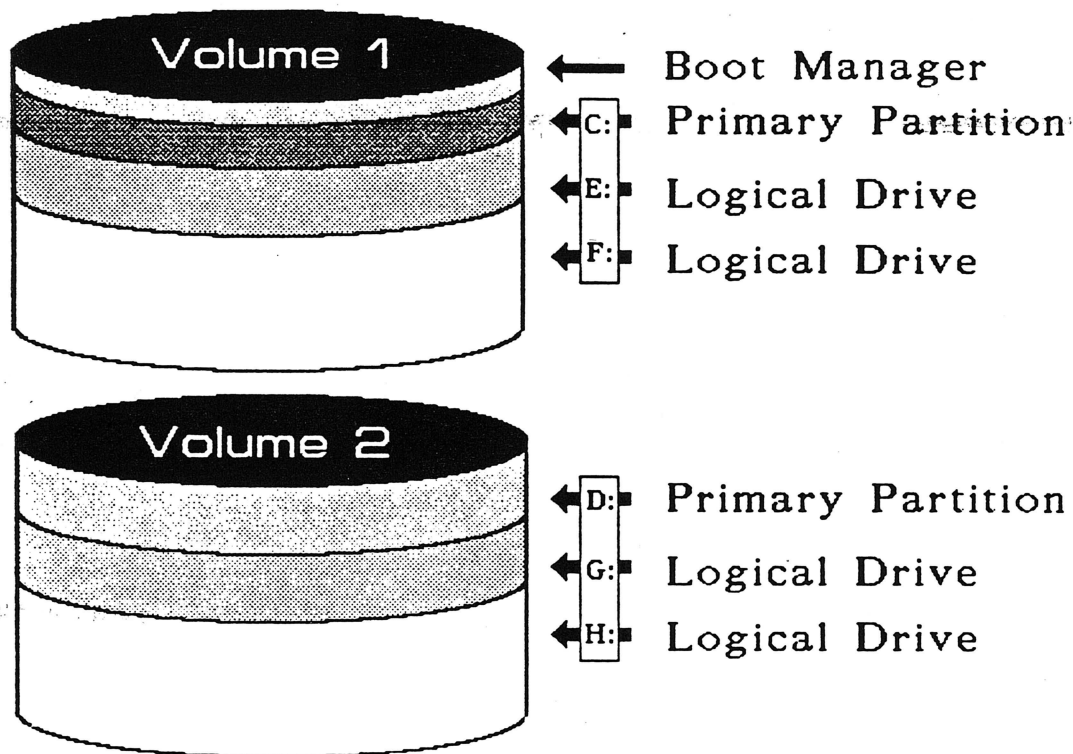 Volume 1
Boot Manager
C: Primary Partition
E: Logical Drive
F: Logical Drive
Volume 2
D: Primary Partition
G: Logical Drive
H: Logical Drive